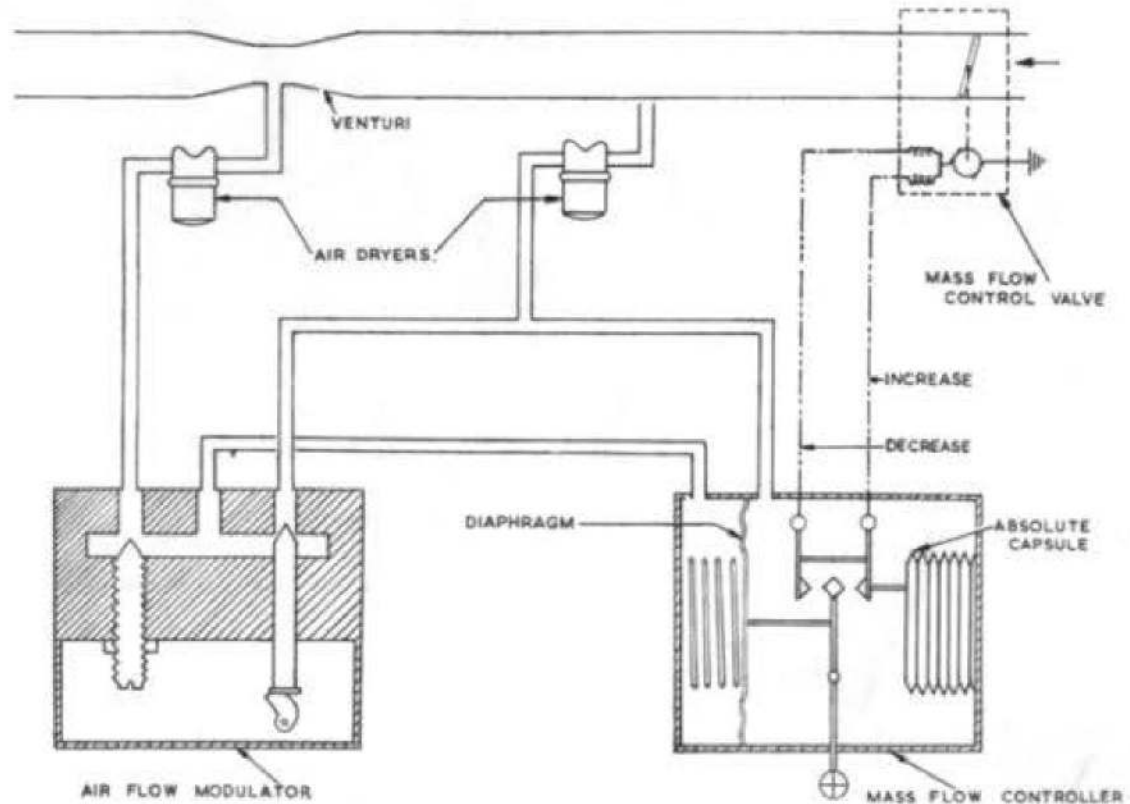 VENTURI
AIR DRYERS.
MASS FLOW
CONTROL VALVE
INCREASE
DECREASE
DIAPHRAGM
ABSOLUTE
CAPSULE
AIR FLOW MODULATOR
MASS FLOW CONTROLLER